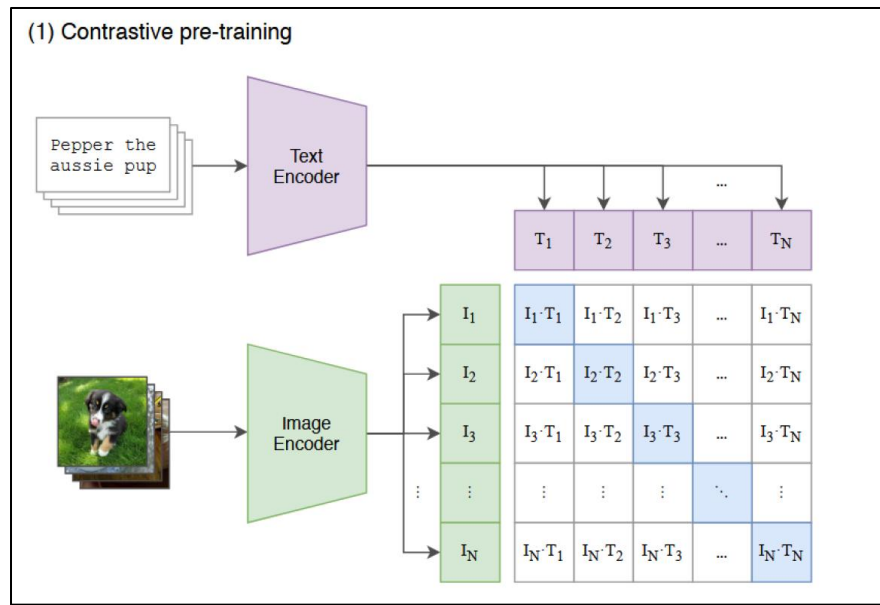 (1) Contrastive pre-training
Pepper the
aussie pup
Text
Encoder
...
T1 T2 T3 ... TN
Image
Encoder
I1 I1·T1 I1·T2 I1·T3 ... I1·TN
I2 I2·T1 I2·T2 I2·T3 ... I2·TN
I3 I3·T1 I3·T2 I3·T3 ... I3·TN
⋮ ⋮ ⋮ ⋮ ⋮ ⋱ ⋮
IN IN·T1 IN·T2 IN·T3 ... IN·TN